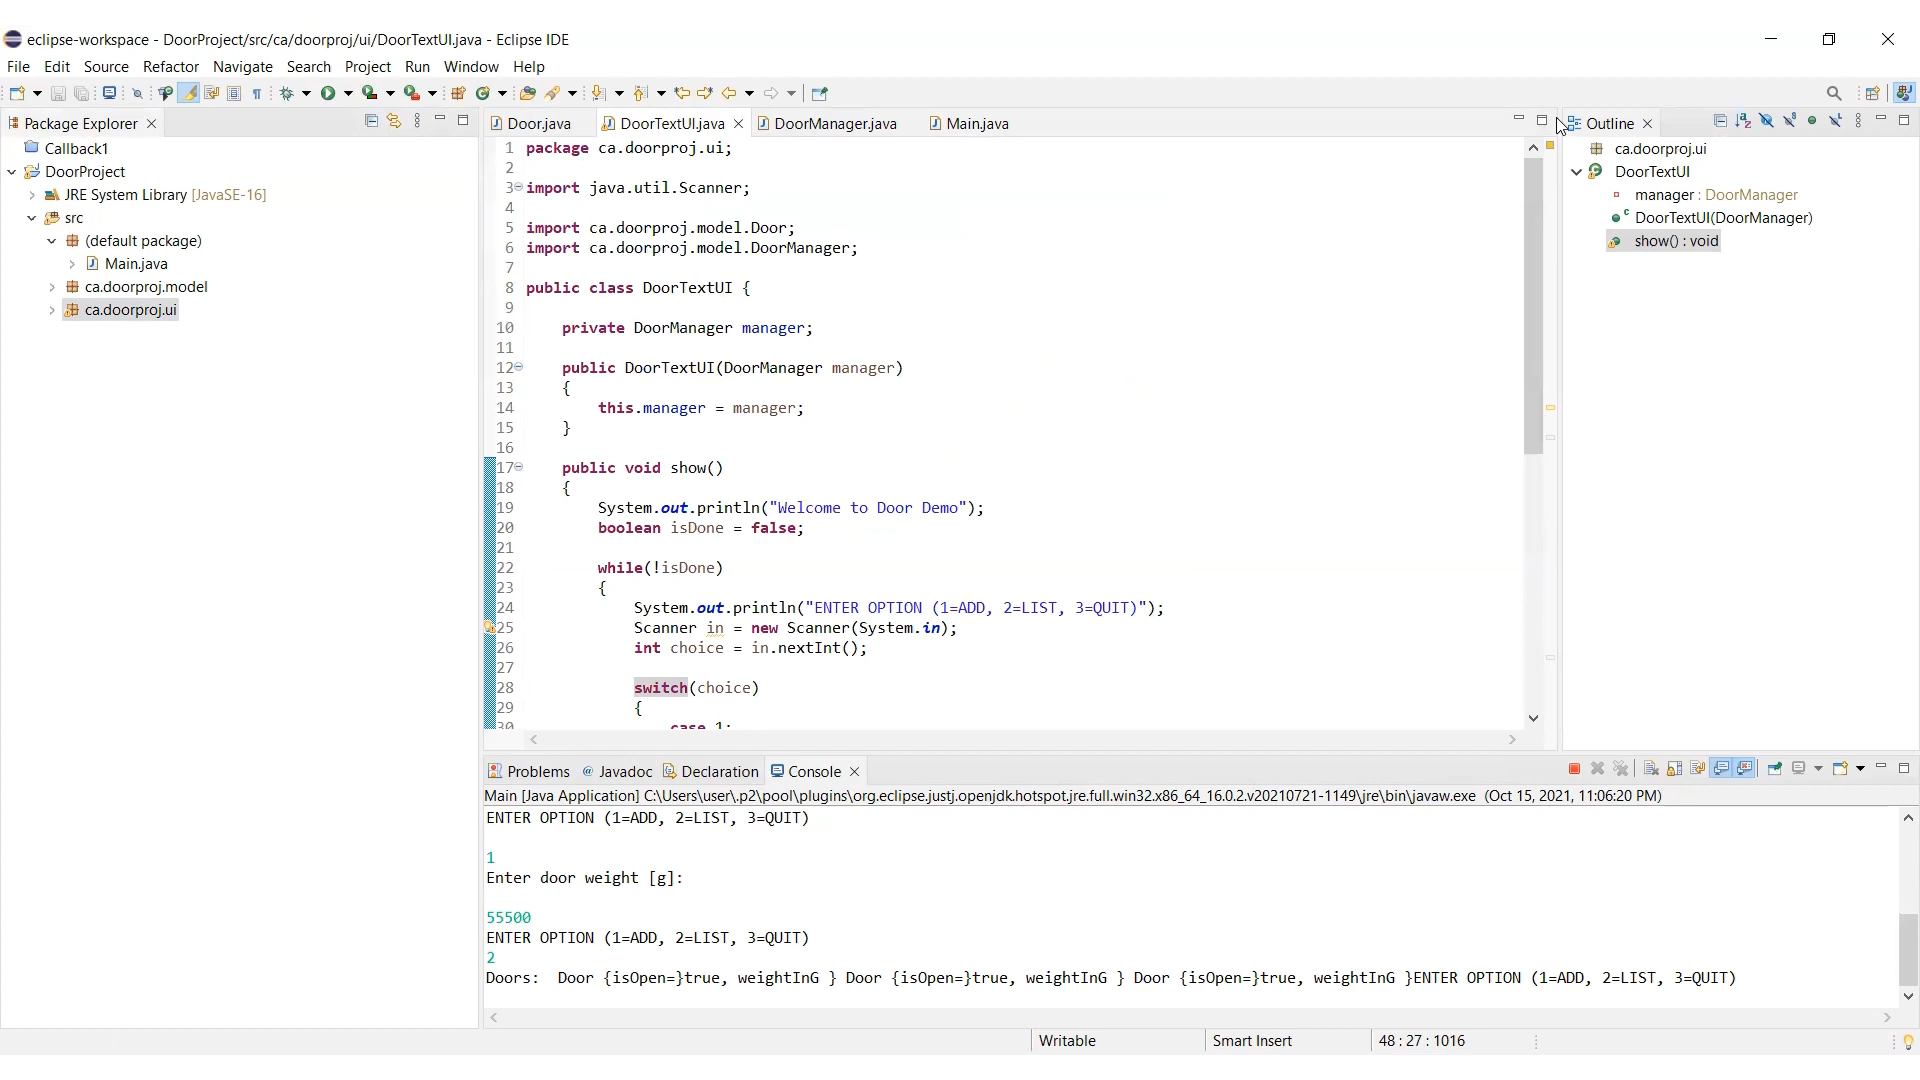 eclipse-workspace - DoorProject/src/ca/doorproj/ui/DoorTextUI.java - Eclipse IDE
File Edit Source Refactor Navigate Search Project Run Window Help
Package Explorer
Callback1
DoorProject
JRE System Library [JavaSE-16]
src
(default package)
Main.java
ca.doorproj.model
ca.doorproj.ui
Door.java DoorTextUI.java DoorManager.java Main.java
1 package ca.doorproj.ui;
2
3 import java.util.Scanner;
4
5 import ca.doorproj.model.Door;
6 import ca.doorproj.model.DoorManager;
7
8 public class DoorTextUI {
9
10 private DoorManager manager;
11
12 public DoorTextUI(DoorManager manager)
13 {
14 this.manager = manager;
15 }
16
17 public void show()
18 {
19 System.out.println("Welcome to Door Demo");
20 boolean isDone = false;
21
22 while(!isDone)
23 {
24 System.out.println("ENTER OPTION (1=ADD, 2=LIST, 3=QUIT)");
25 Scanner in = new Scanner(System.in);
26 int choice = in.nextInt();
27
28 switch(choice)
29 {
30 case 1:
Outline
ca.doorproj.ui
DoorTextUI
manager : DoorManager
DoorTextUI(DoorManager)
show() : void
Problems @ Javadoc Declaration Console
Main [Java Application] C:\Users\user\.p2\pool\plugins\org.eclipse.justj.openjdk.hotspot.jre.full.win32.x86_64_16.0.2.v20210721-1149\jre\bin\javaw.exe (Oct 15, 2021, 11:06:20 PM)
ENTER OPTION (1=ADD, 2=LIST, 3=QUIT)
1
Enter door weight [g]:
55500
ENTER OPTION (1=ADD, 2=LIST, 3=QUIT)
2
Doors: Door {isOpen=}true, weightInG } Door {isOpen=}true, weightInG } Door {isOpen=}true, weightInG }ENTER OPTION (1=ADD, 2=LIST, 3=QUIT)
Writable Smart Insert 48 : 27 : 1016